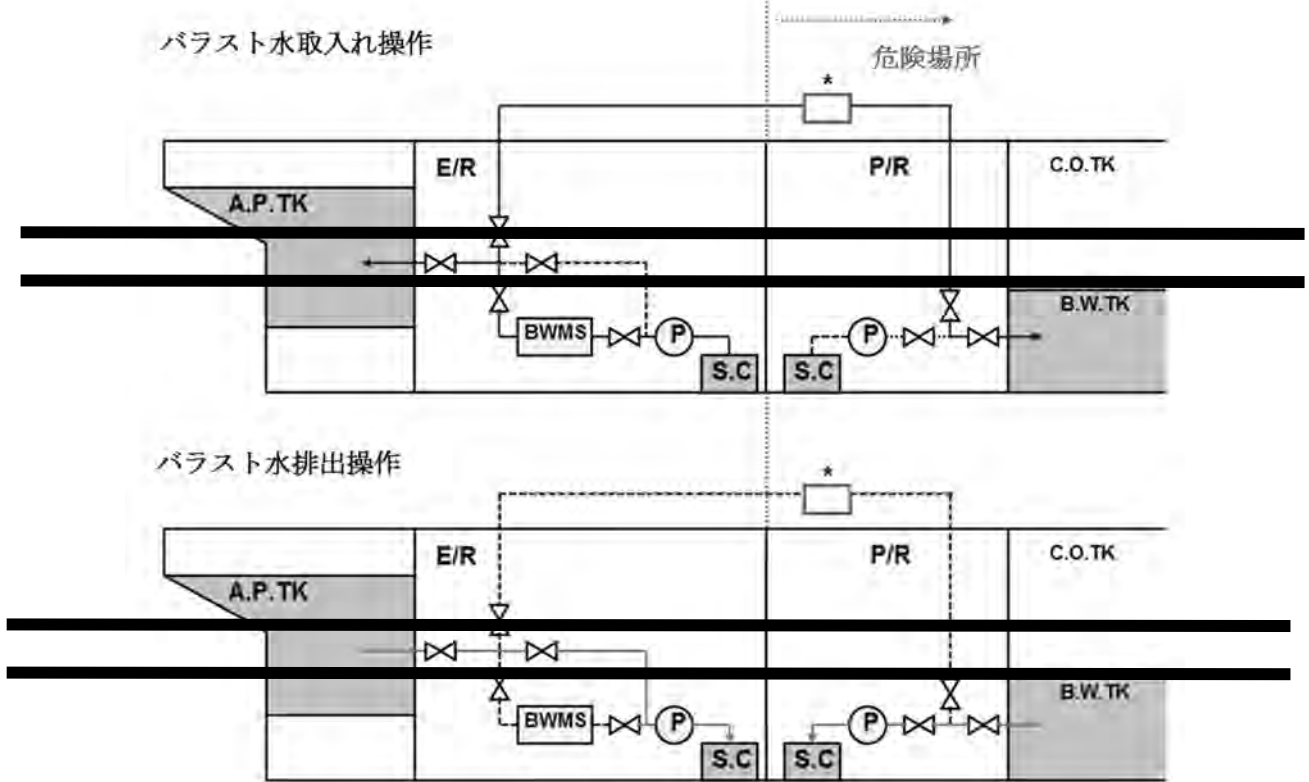 バラスト水取入れ操作
危険場所
*
E/R
P/R
C.O.TK
A.P.TK
B.W.TK
BWMS
P
P
S.C
S.C
バラスト水排出操作
*
E/R
P/R
C.O.TK
A.P.TK
B.W.TK
BWMS
P
P
S.C
S.C